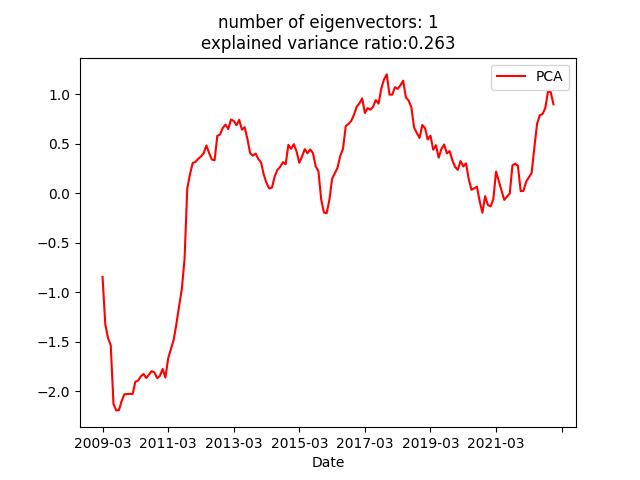 number of eigenvectors: 1
explained variance ratio:0.263
PCA
1.0
0.5
0.0
−0.5
−1.0
−1.5
−2.0
2009-03 2011-03 2013-03 2015-03 2017-03 2019-03 2021-03
Date